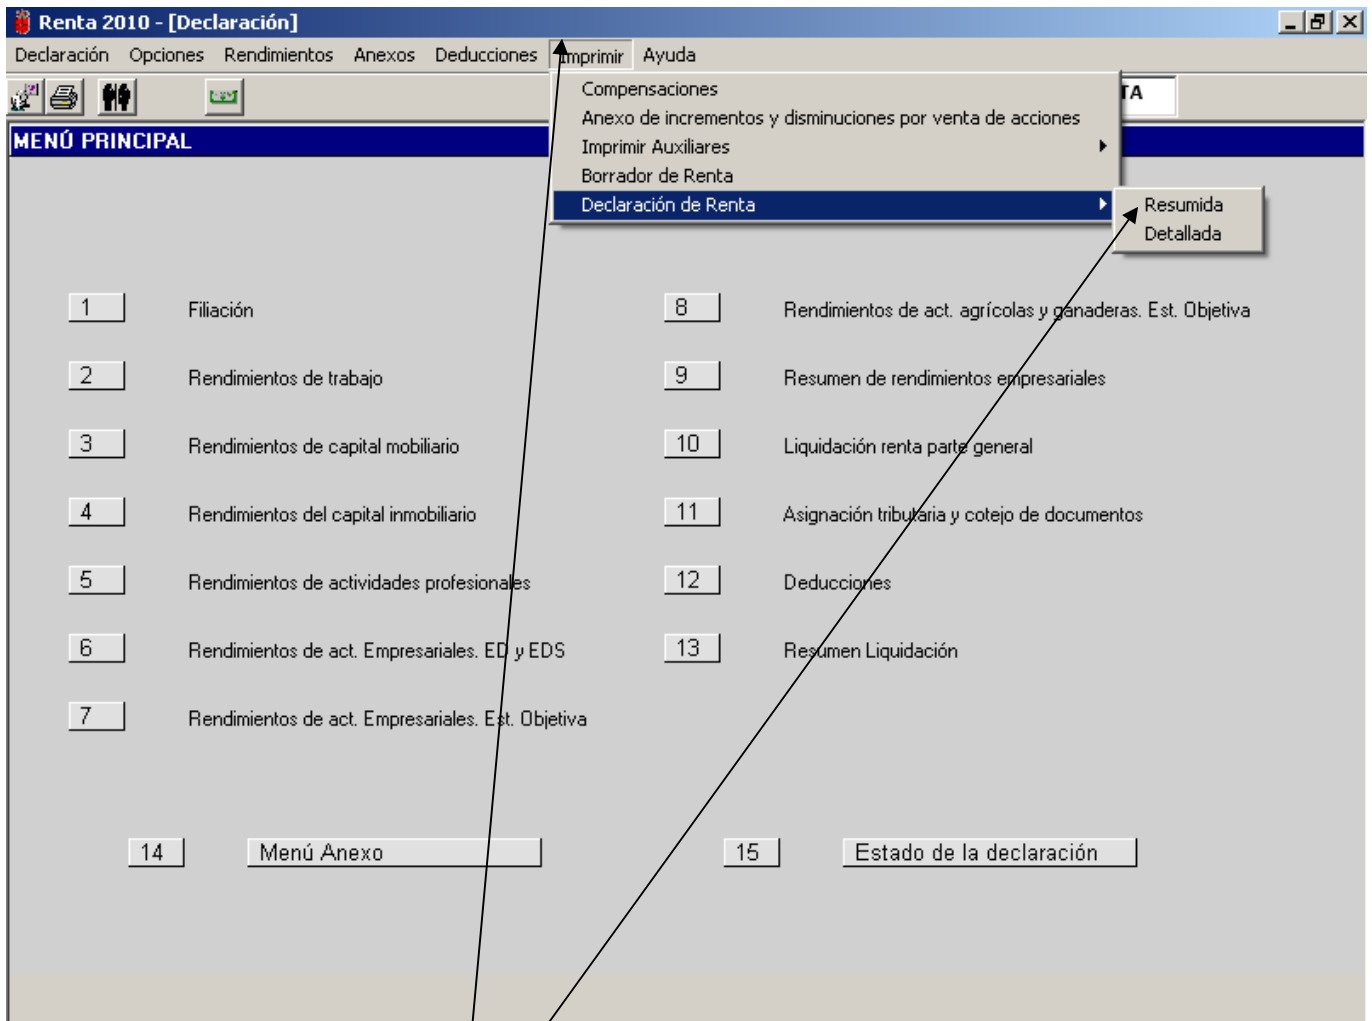 Renta 2010 - [Declaración]
Declaración Opciones Rendimientos Anexos Deducciones Imprimir Ayuda
Compensaciones
Anexo de incrementos y disminuciones por venta de acciones
Imprimir Auxiliares
Borrador de Renta
Declaración de Renta
Resumida
Detallada
TA
MENÚ PRINCIPAL
1 Filiación
2 Rendimientos de trabajo
3 Rendimientos de capital mobiliario
4 Rendimientos del capital inmobiliario
5 Rendimientos de actividades profesionales
6 Rendimientos de act. Empresariales. ED y EDS
7 Rendimientos de act. Empresariales. Est. Objetiva
8 Rendimientos de act. agrícolas y ganaderas. Est. Objetiva
9 Resumen de rendimientos empresariales
10 Liquidación renta parte general
11 Asignación tributaria y cotejo de documentos
12 Deducciones
13 Resumen Liquidación
14 Menú Anexo
15 Estado de la declaración